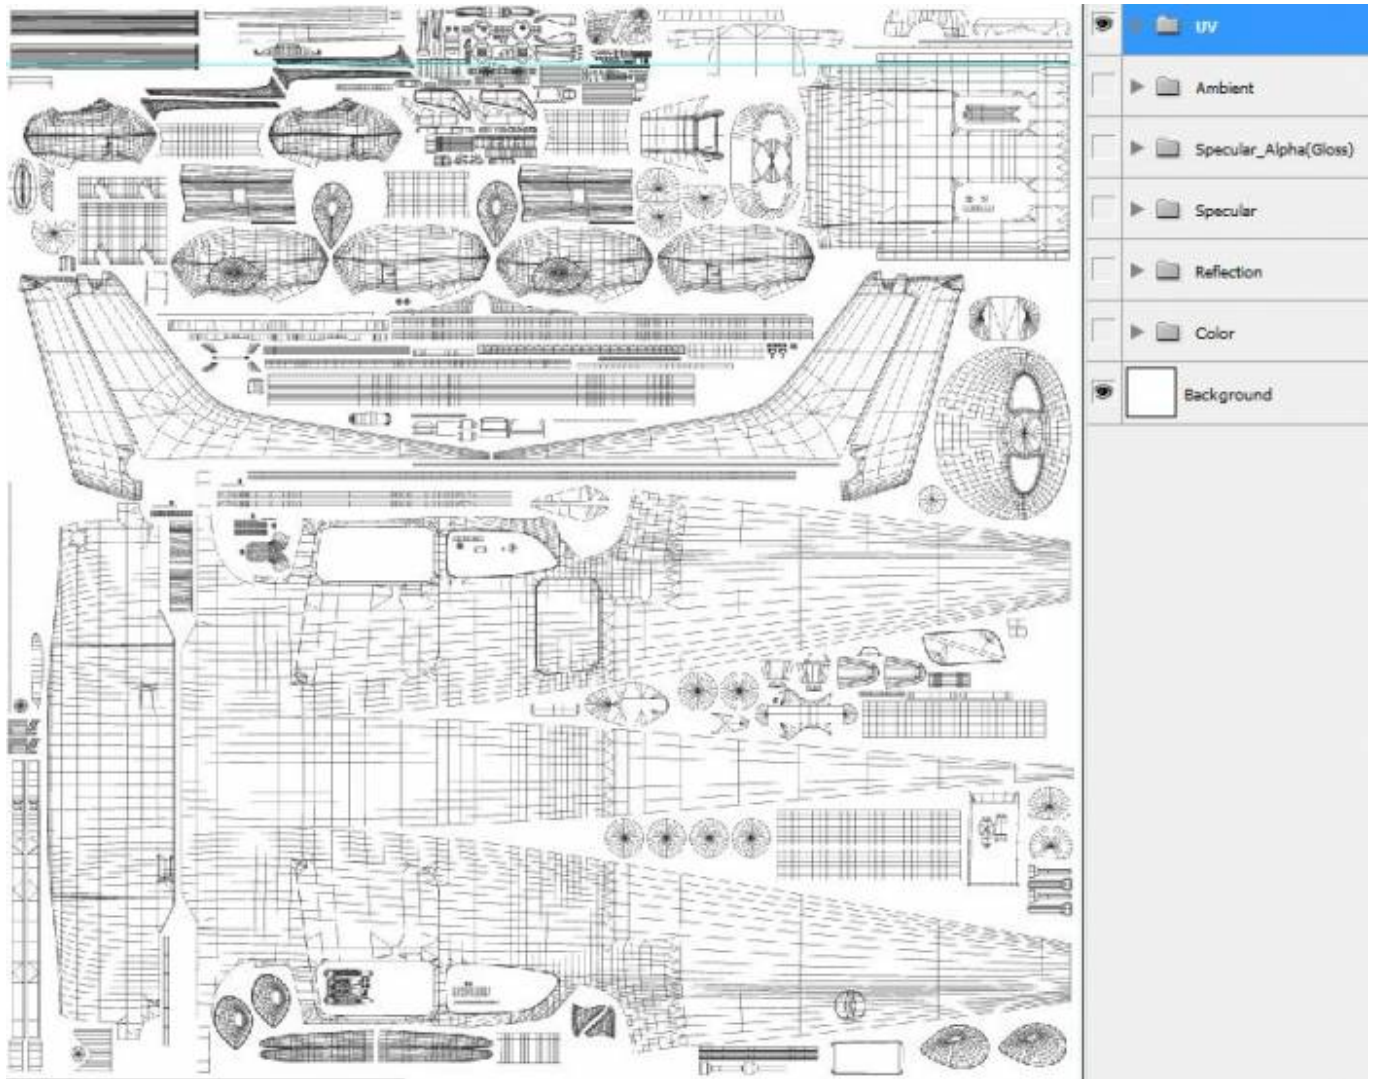 UV
Ambient
Specular_Alpha(Gloss)
Specular
Reflection
Color
Background